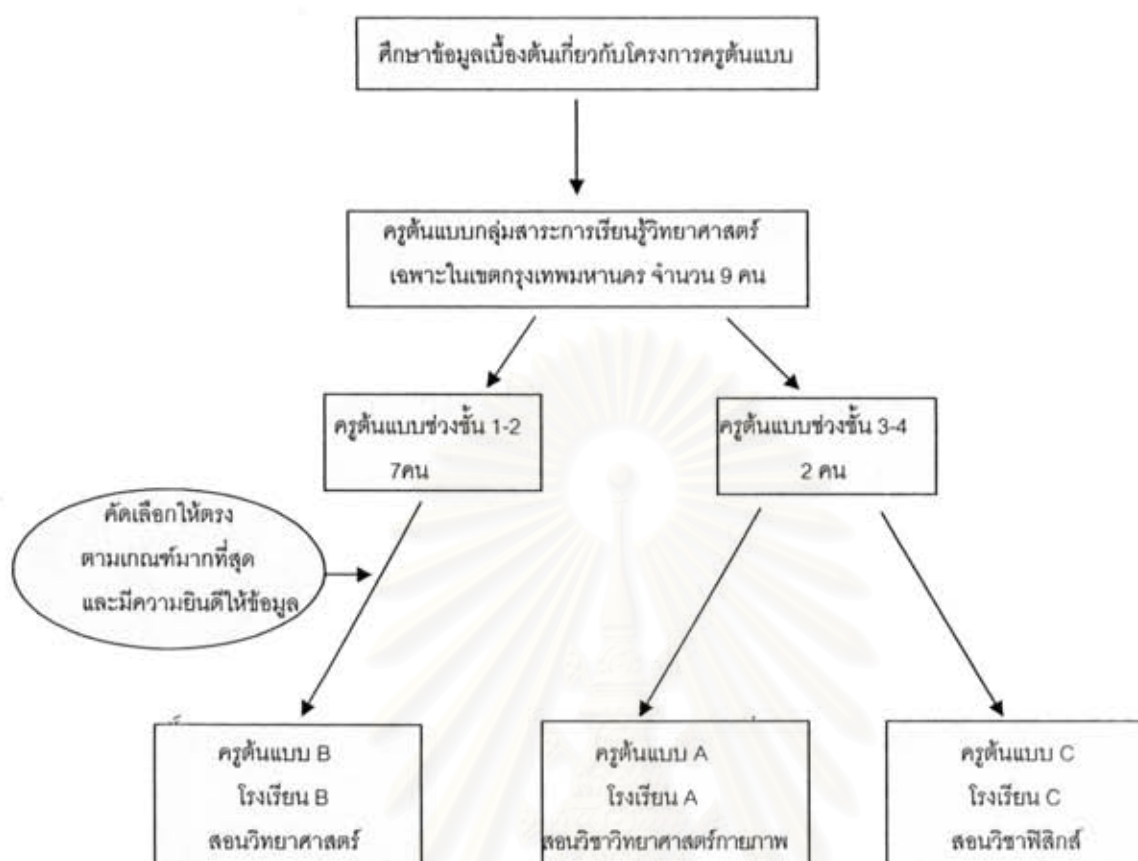 ศึกษาข้อมูลเบื้องต้นเกี่ยวกับโครงการครูต้นแบบ
ครูต้นแบบกลุ่มสาระการเรียนรู้วิทยาศาสตร์
เฉพาะในเขตกรุงเทพมหานคร จำนวน 9 คน
ครูต้นแบบช่วงชั้น 1-2
7คน
ครูต้นแบบช่วงชั้น 3-4
2 คน
คัดเลือกให้ตรง
ตามเกณฑ์มากที่สุด
และมีความยินดีให้ข้อมูล
ครูต้นแบบ B
โรงเรียน B
สอนวิทยาศาสตร์
ครูต้นแบบ A
โรงเรียน A
สอนวิชาวิทยาศาสตร์กายภาพ
ครูต้นแบบ C
โรงเรียน C
สอนวิชาฟิสิกส์